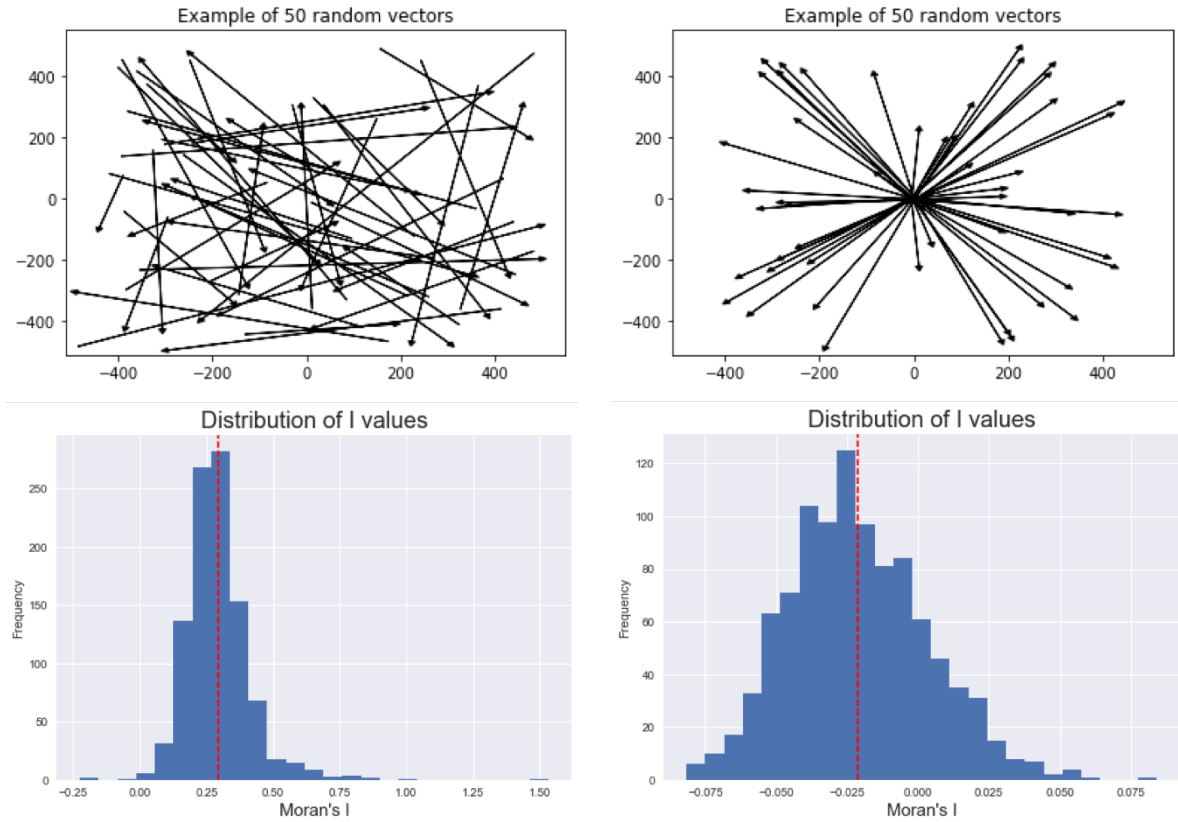 Example of 50 random vectors
400
200
0
−200
−400
−400 −200 0 200 400
Example of 50 random vectors
400
200
0
−200
−400
−400 −200 0 200 400
Distribution of I values
Frequency
250
200
150
100
50
0
-0.25 0.00 0.25 0.50 0.75 1.00 1.25 1.50
Moran's I
Distribution of I values
Frequency
120
100
80
60
40
20
0
-0.075 -0.050 -0.025 0.000 0.025 0.050 0.075
Moran's I